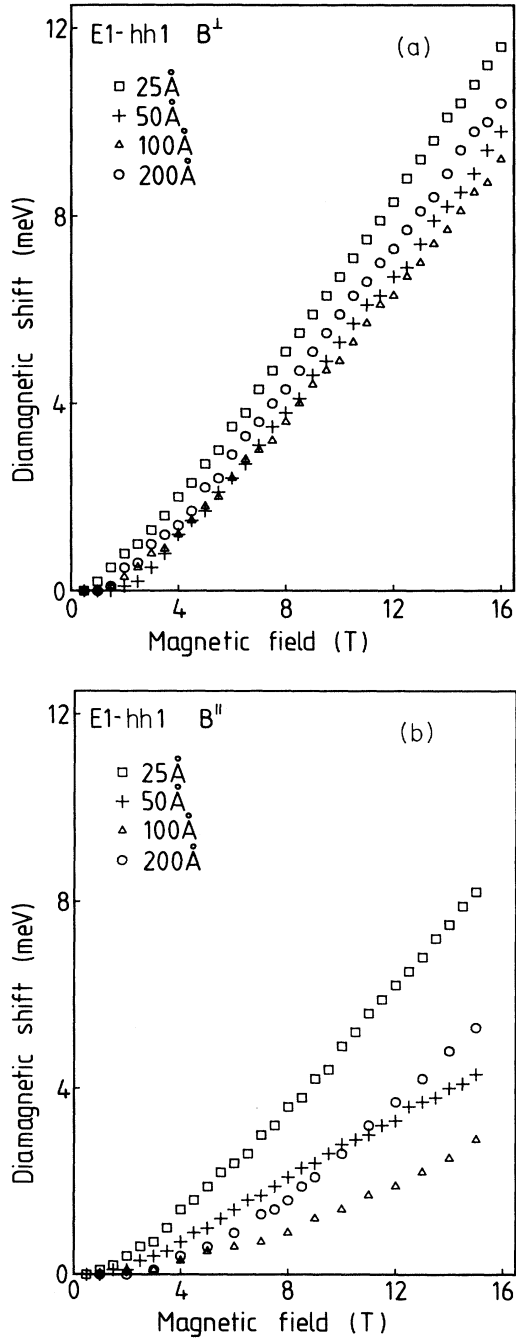 E1-hh1 B⊥ (a)
□ 25Å
+ 50Å
△ 100Å
○ 200Å
12
8
4
0
Diamagnetic shift (meV)
0 4 8 12 16
Magnetic field (T)
E1-hh1 B∥ (b)
□ 25Å
+ 50Å
△ 100Å
○ 200Å
12
8
4
0
Diamagnetic shift (meV)
0 4 8 12 16
Magnetic field (T)